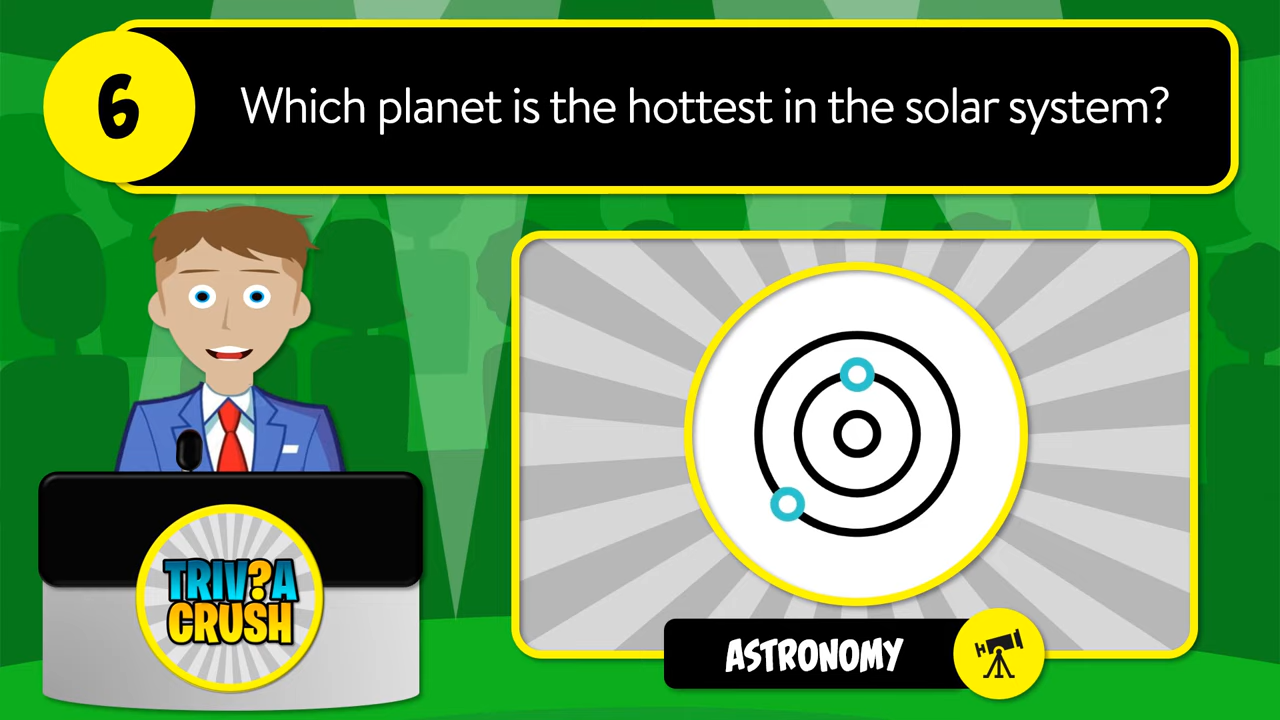 6
Which planet is the hottest in the solar system?
TRIV?A
CRUSH
ASTRONOMY